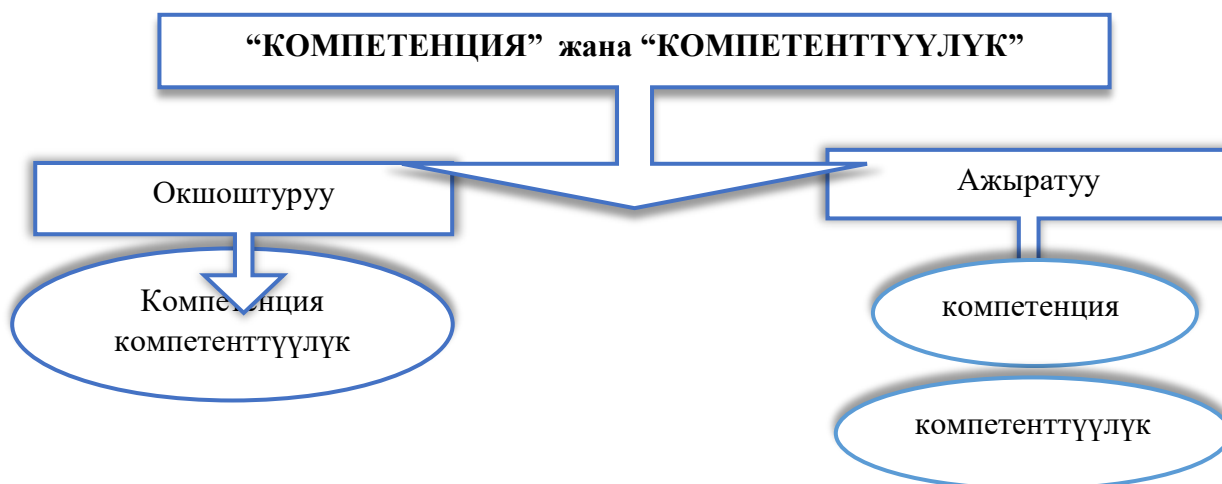 “КОМПЕТЕНЦИЯ” жана “КОМПЕТЕНТТҮҮЛҮК”
Окшоштуруу
Ажыратуу
Компетенция
компетенттүүлүк
компетенция
компетенттүүлүк